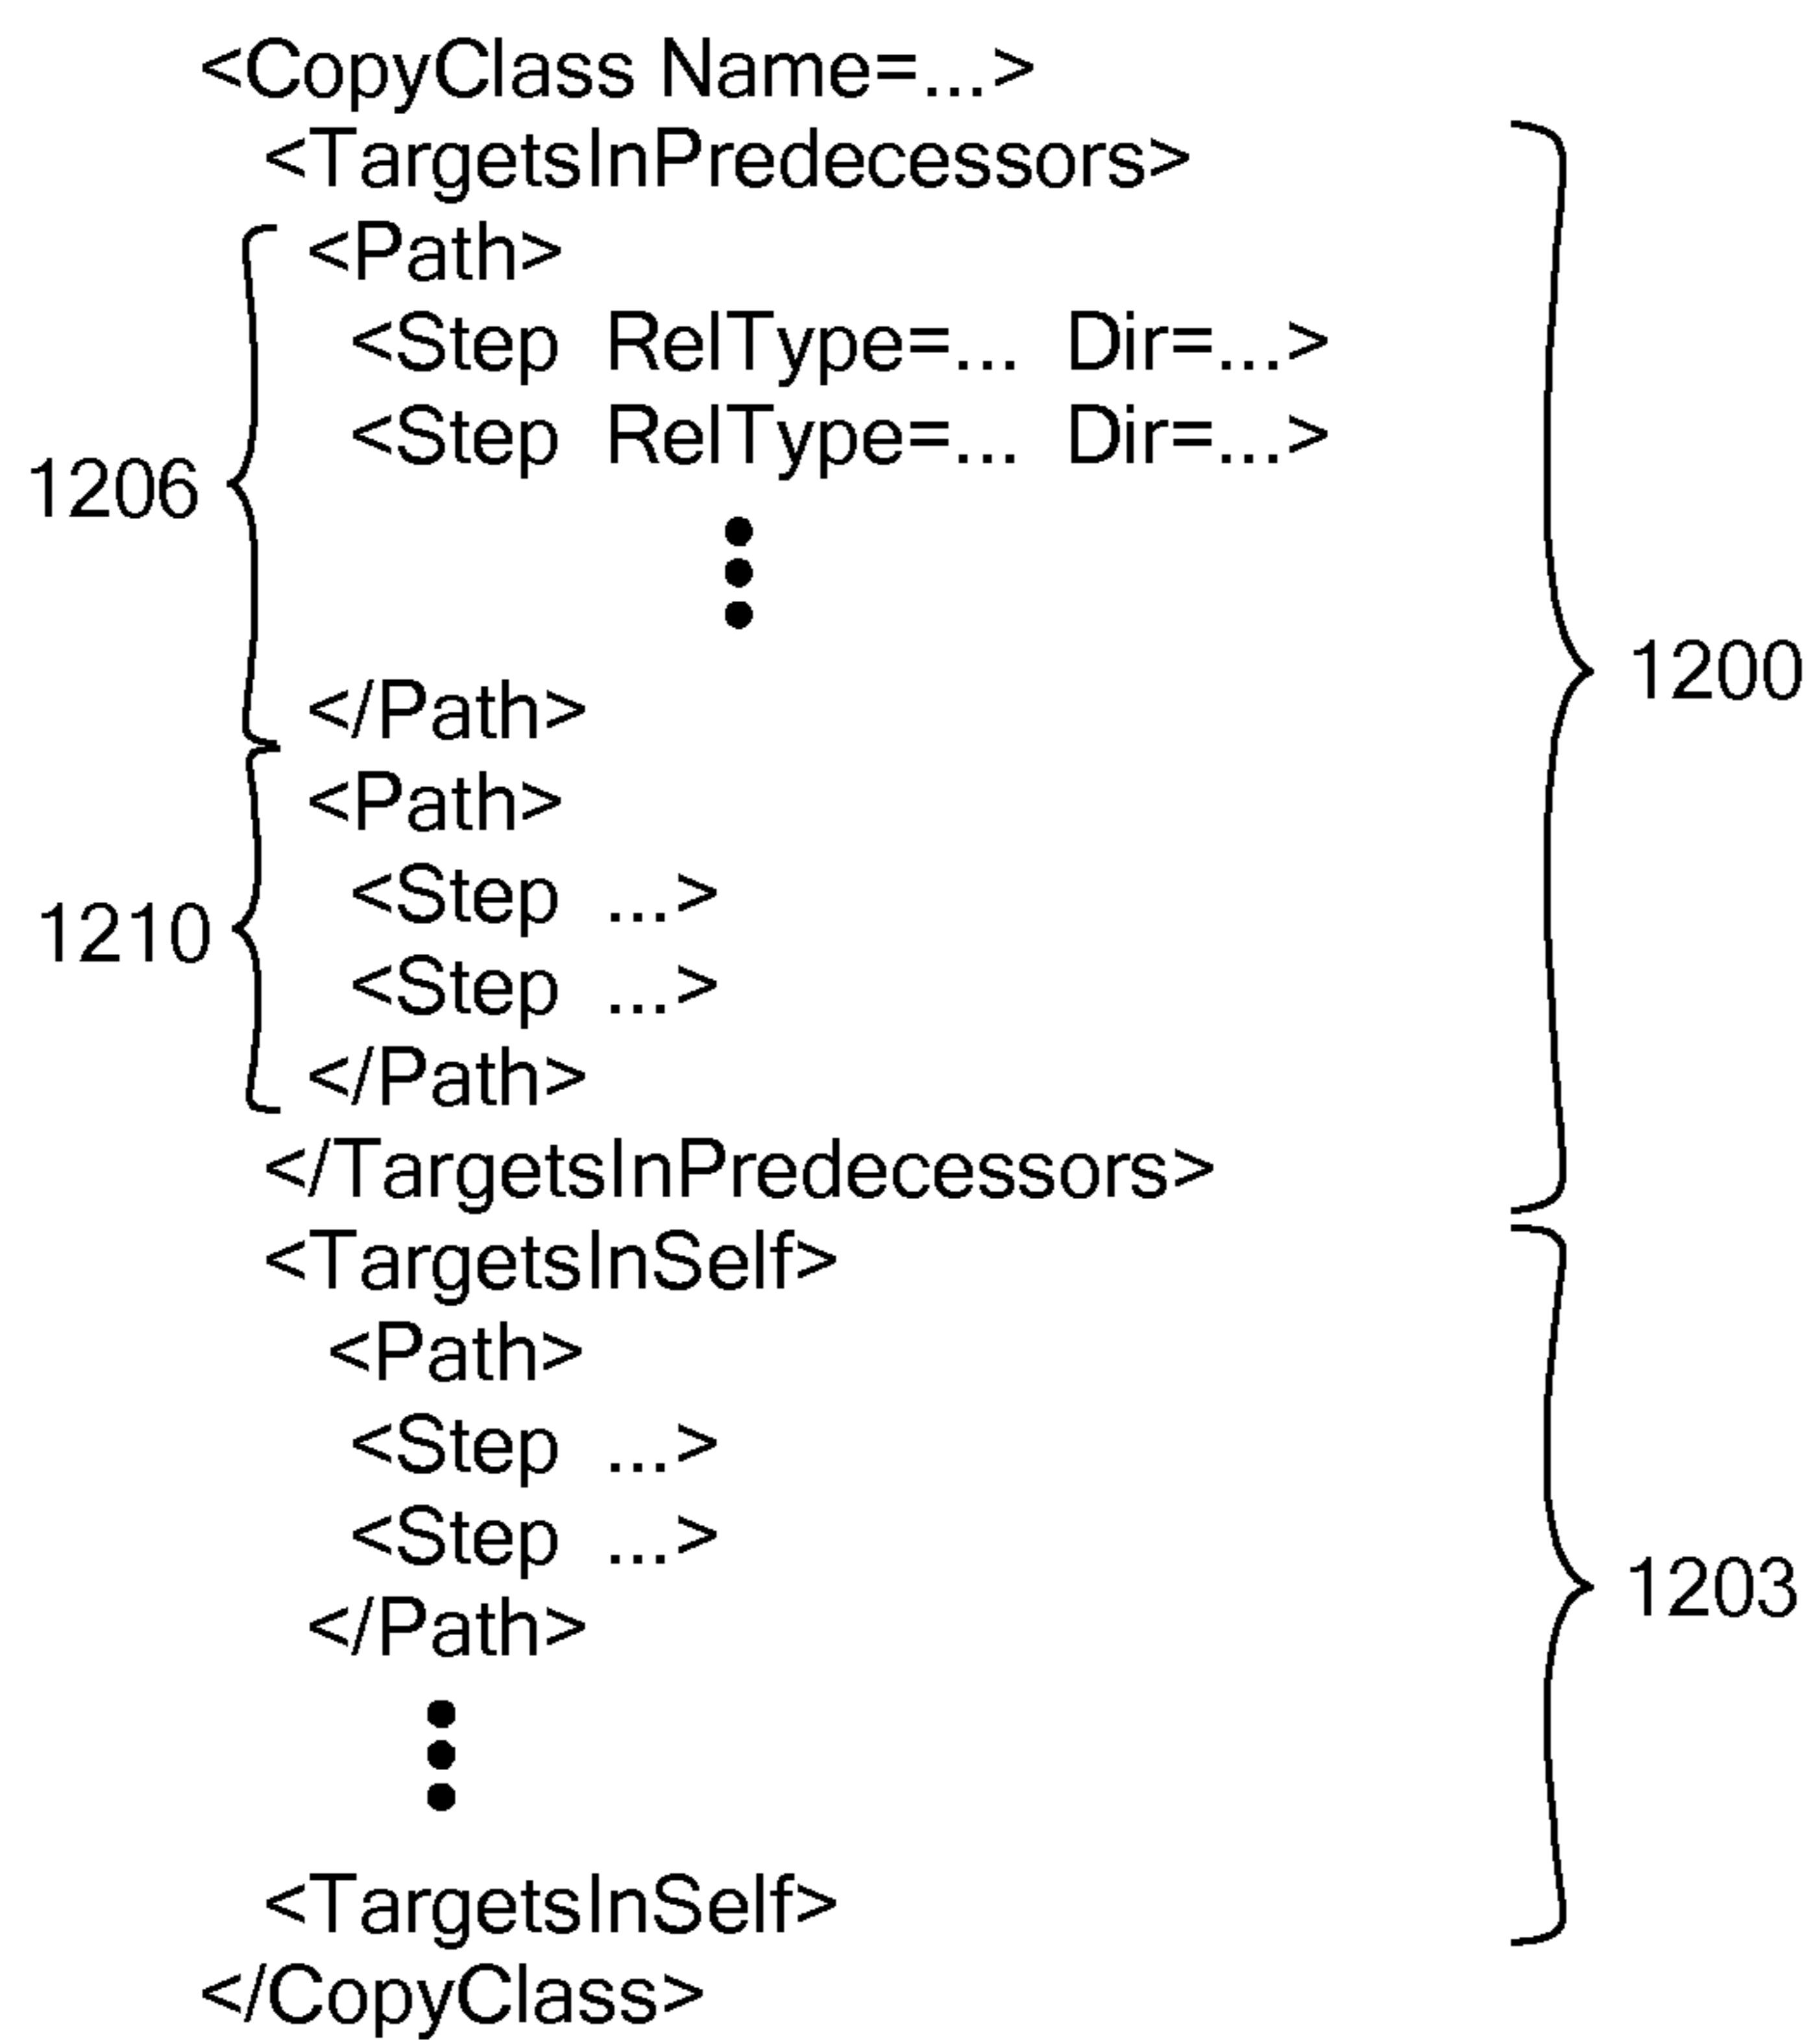 <CopyClass Name=...>
<TargetsInPredecessors>
<Path>
<Step RelType=... Dir=...>
<Step RelType=... Dir=...>
1206
1200
</Path>
<Path>
<Step ...>
1210
<Step ...>
</Path>
</TargetsInPredecessors>
<TargetsInSelf>
<Path>
<Step ...>
<Step ...>
1203
</Path>
<TargetsInSelf>
</CopyClass>